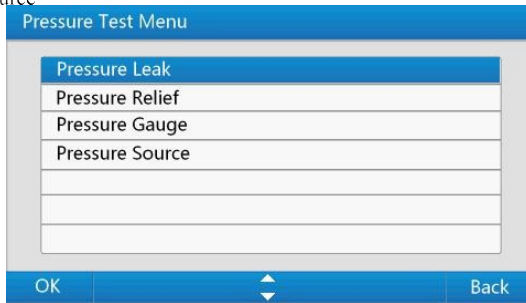 Pressure Test Menu
Pressure Leak
Pressure Relief
Pressure Gauge
Pressure Source
OK Back